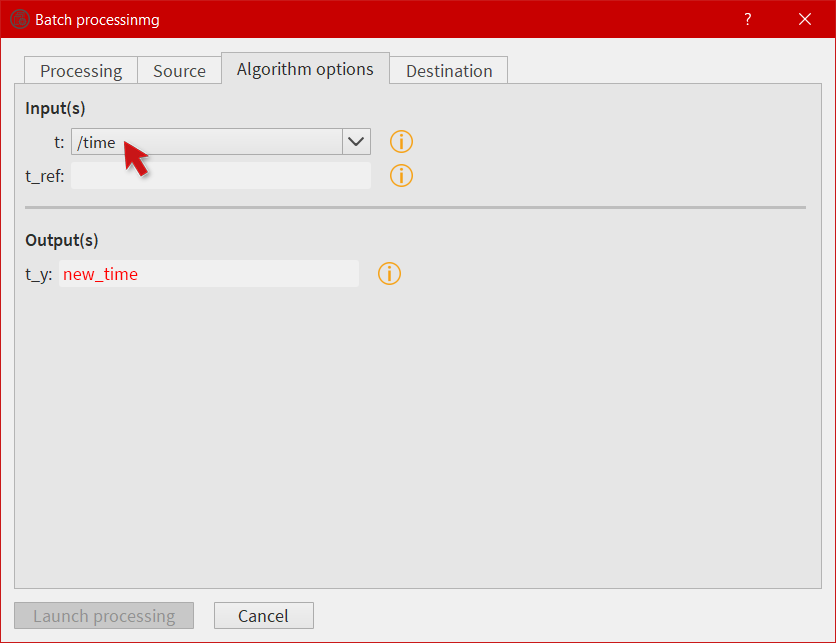 Batch processinmg
?
Processing Source Algorithm options Destination
Input(s)
t: /time
t_ref:
Output(s)
t_y: new_time
Launch processing Cancel